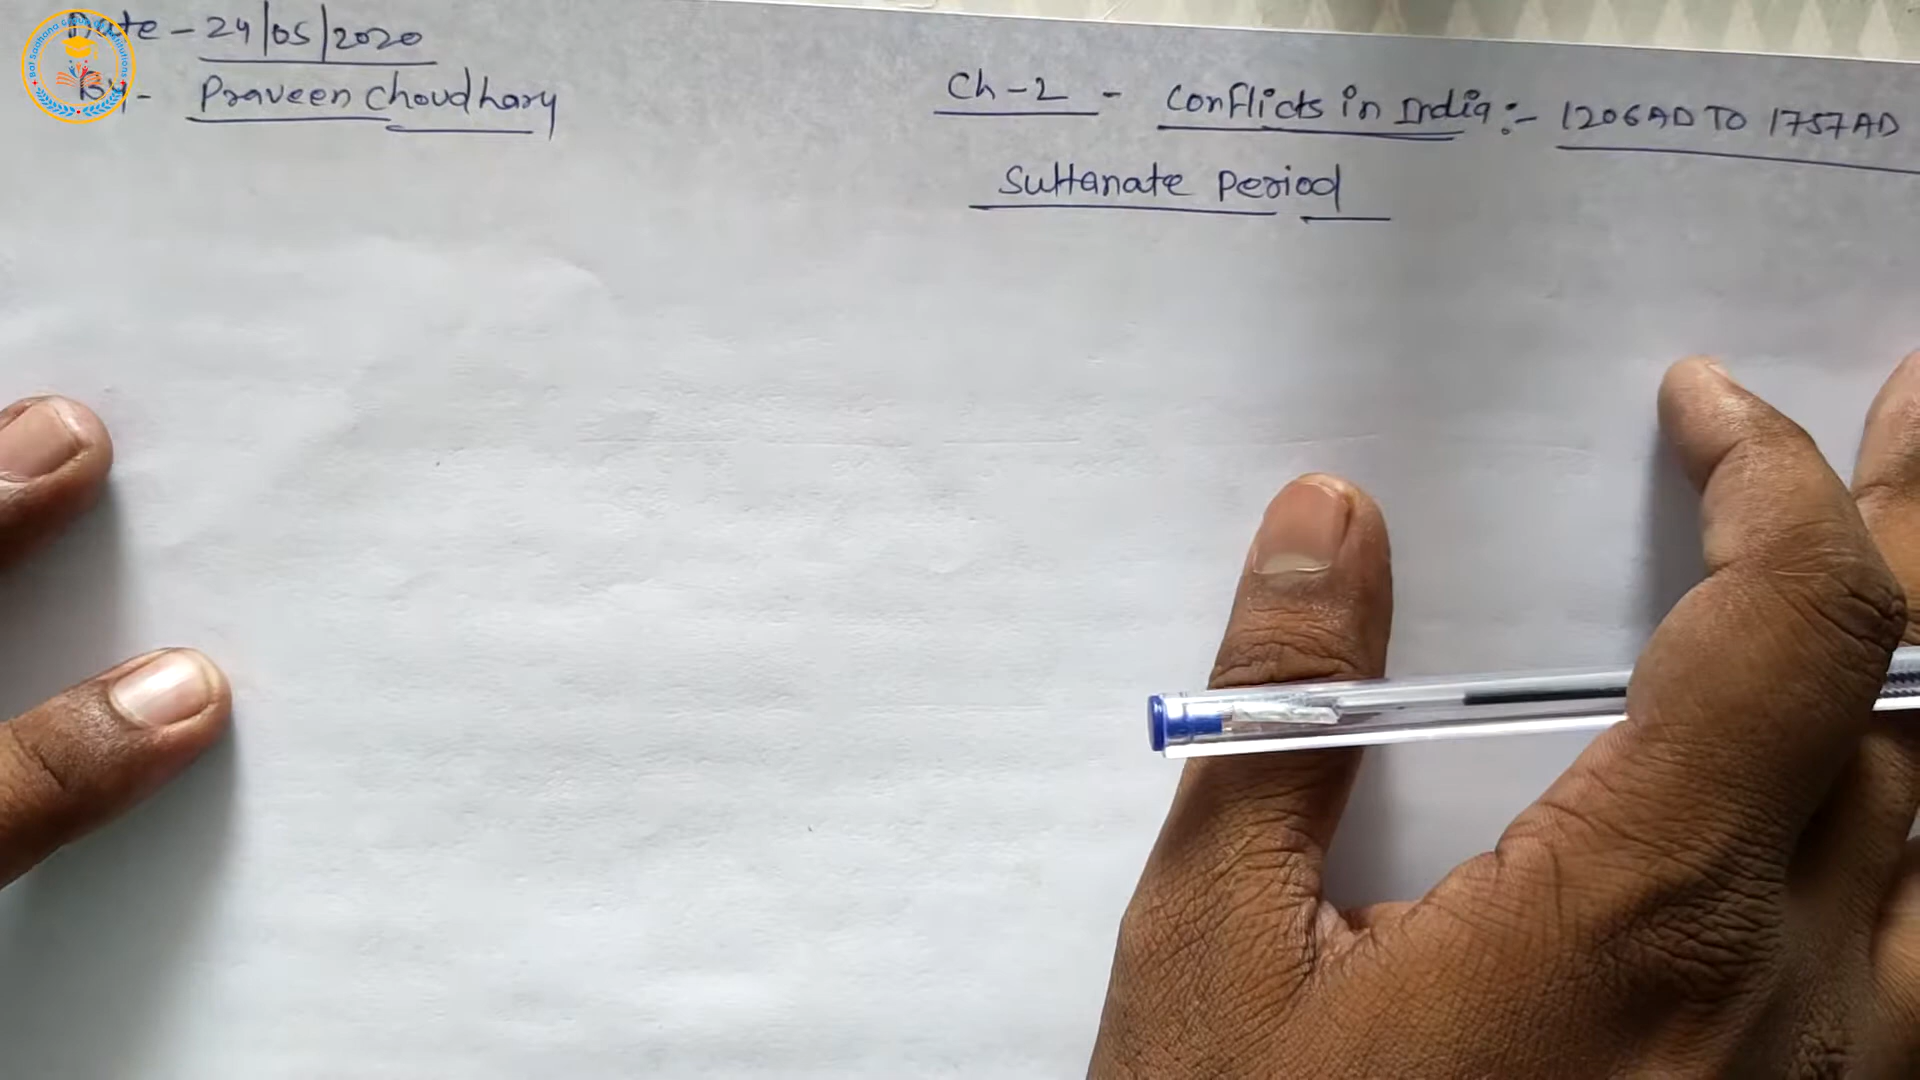 Date - 24/05/2020
By - Praveen Choudhary
Ch-2 - Conflicts in India :- 1206AD TO 1757AD
Sultanate Period